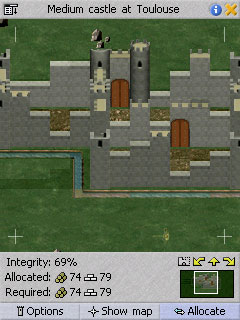 Medium castle at Toulouse
Integrity: 69%
Allocated: 74 79
Required: 74 79
Options Show map Allocate